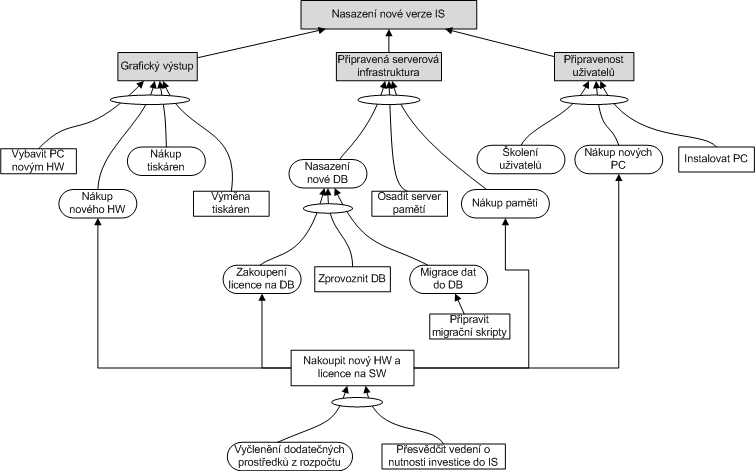 Nasazení nové verze IS
Grafický výstup
Připravená serverová
infrastruktura
Připravenost
uživatelů
Vybavit PC
novým HW
Nákup
tiskáren
Nákup
nového HW
Výměna
tiskáren
Nasazení
nové DB
Osadit server
pamětí
Nákup paměti
Školení
uživatelů
Nákup nových
PC
Instalovat PC
Zakoupení
licence na DB
Zprovoznit DB
Migrace dat
do DB
Připravit
migrační skripty
Nakoupit nový HW a
licence na SW
Vyčlenění dodatečných
prostředků z rozpočtu
Přesvědčit vedení o
nutnosti investice do IS